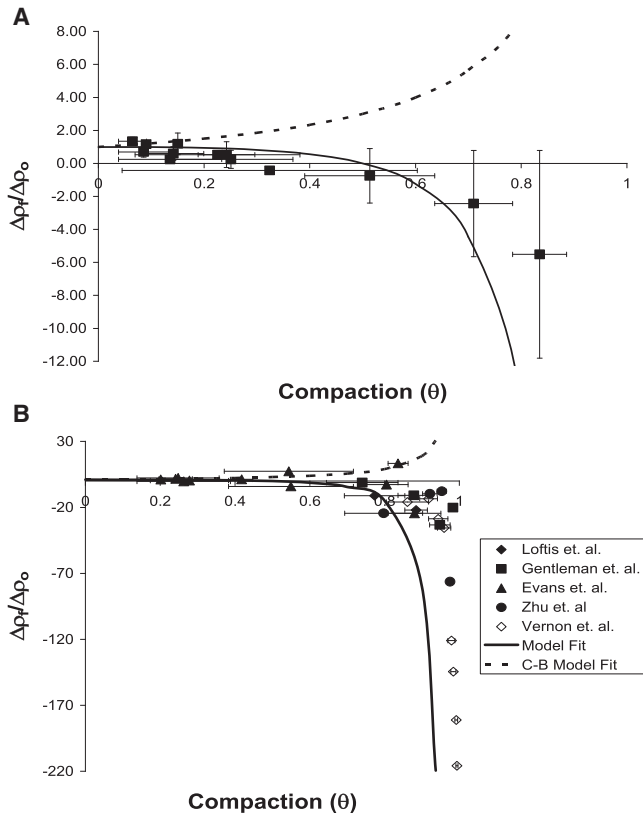 A
8.00
6.00
4.00
2.00
0.00
-2.00
-4.00
-6.00
-8.00
-10.00
-12.00
0 0.2 0.4 0.6 0.8 1
Δρf/Δρo
Compaction (θ)
B
30
-20
-70
-120
-170
-220
0 0.2 0.4 0.6 0.8 1
Δρf/Δρo
Loftis et. al.
Gentleman et. al.
Evans et. al.
Zhu et. al
Vernon et. al.
Model Fit
C-B Model Fit
Compaction (θ)